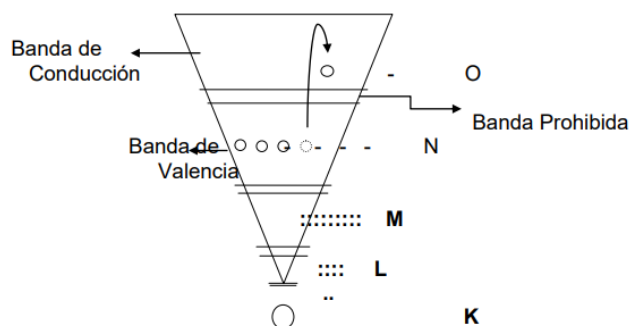 Banda de
Conducción
- O
Banda Prohibida
Banda de
Valencia
- - - - N
M
L
K